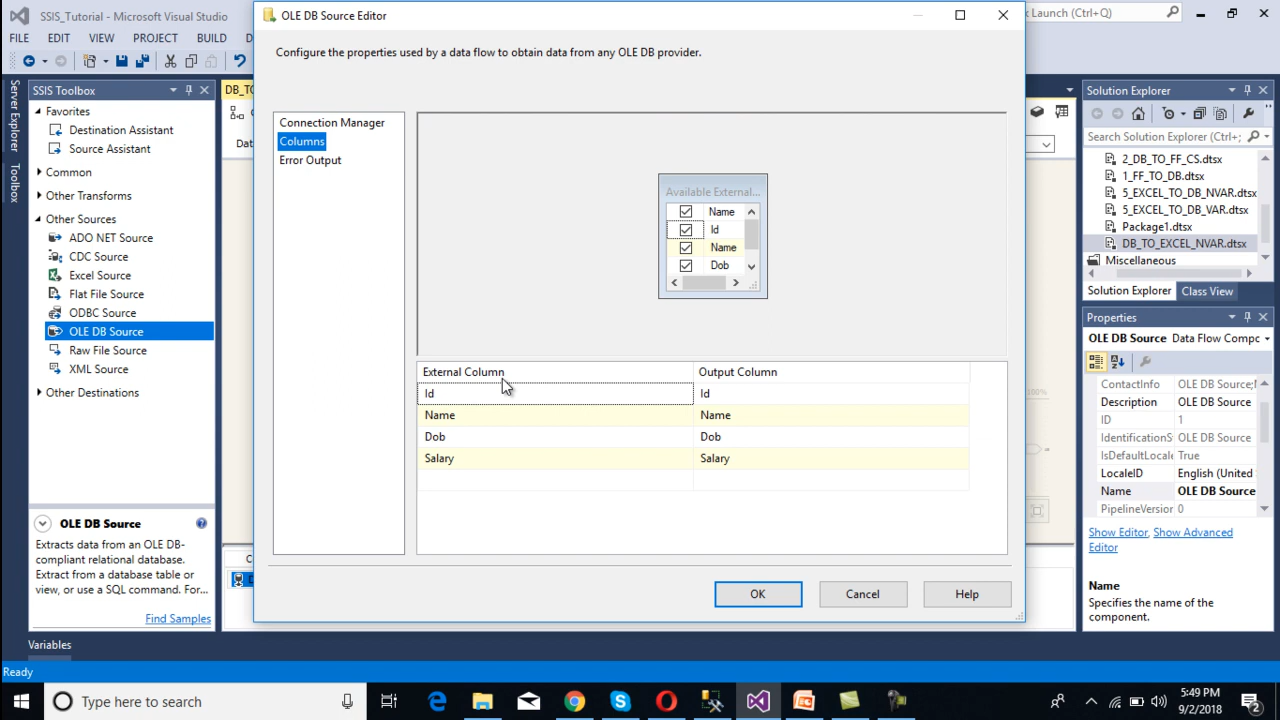 SSIS_Tutorial - Microsoft Visual Studio
FILE EDIT VIEW PROJECT BUILD
OLE DB Source Editor
Launch (Ctrl+Q)
Configure the properties used by a data flow to obtain data from any OLE DB provider.
Server Explorer
Toolbox
SSIS Toolbox
Favorites
Destination Assistant
Source Assistant
Common
Other Transforms
Other Sources
ADO NET Source
CDC Source
Excel Source
Flat File Source
ODBC Source
OLE DB Source
Raw File Source
XML Source
Other Destinations
OLE DB Source
Extracts data from an OLE DB-
compliant relational database.
Extract from a database table or
view, or use a SQL command. For...
Find Samples
DB_TO
Dat
Connection Manager
Columns
Error Output
Available External...
Name
Id
Name
Dob
External Column Output Column
Id Id
Name Name
Dob Dob
Salary Salary
OK Cancel Help
100%
Solution Explorer
Search Solution Explorer (Ctrl+;
2_DB_TO_FF_CS.dtsx
1_FF_TO_DB.dtsx
5_EXCEL_TO_DB_NVAR.dtsx
5_EXCEL_TO_DB_VAR.dtsx
Package1.dtsx
DB_TO_EXCEL_NVAR.dtsx
Miscellaneous
Solution Explorer Class View
Properties
OLE DB Source Data Flow Compc
ContactInfo OLE DB Source;
Description OLE DB Source
ID 1
IdentificationS OLE DB Source
IsDefaultLocale True
LocaleID English (United
Name OLE DB Source
PipelineVersion 0
Show Editor, Show Advanced
Editor
Name
Specifies the name of the
component.
Variables
Ready
Type here to search
5:49 PM
9/2/2018
2